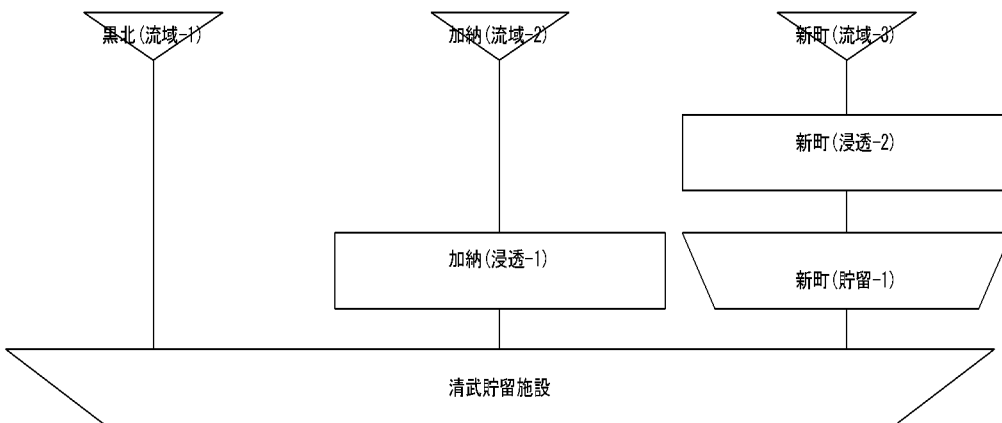 黒北(流域-1)
加納(流域-2)
新町(流域-3)
新町(浸透-2)
加納(浸透-1)
新町(貯留-1)
清武貯留施設